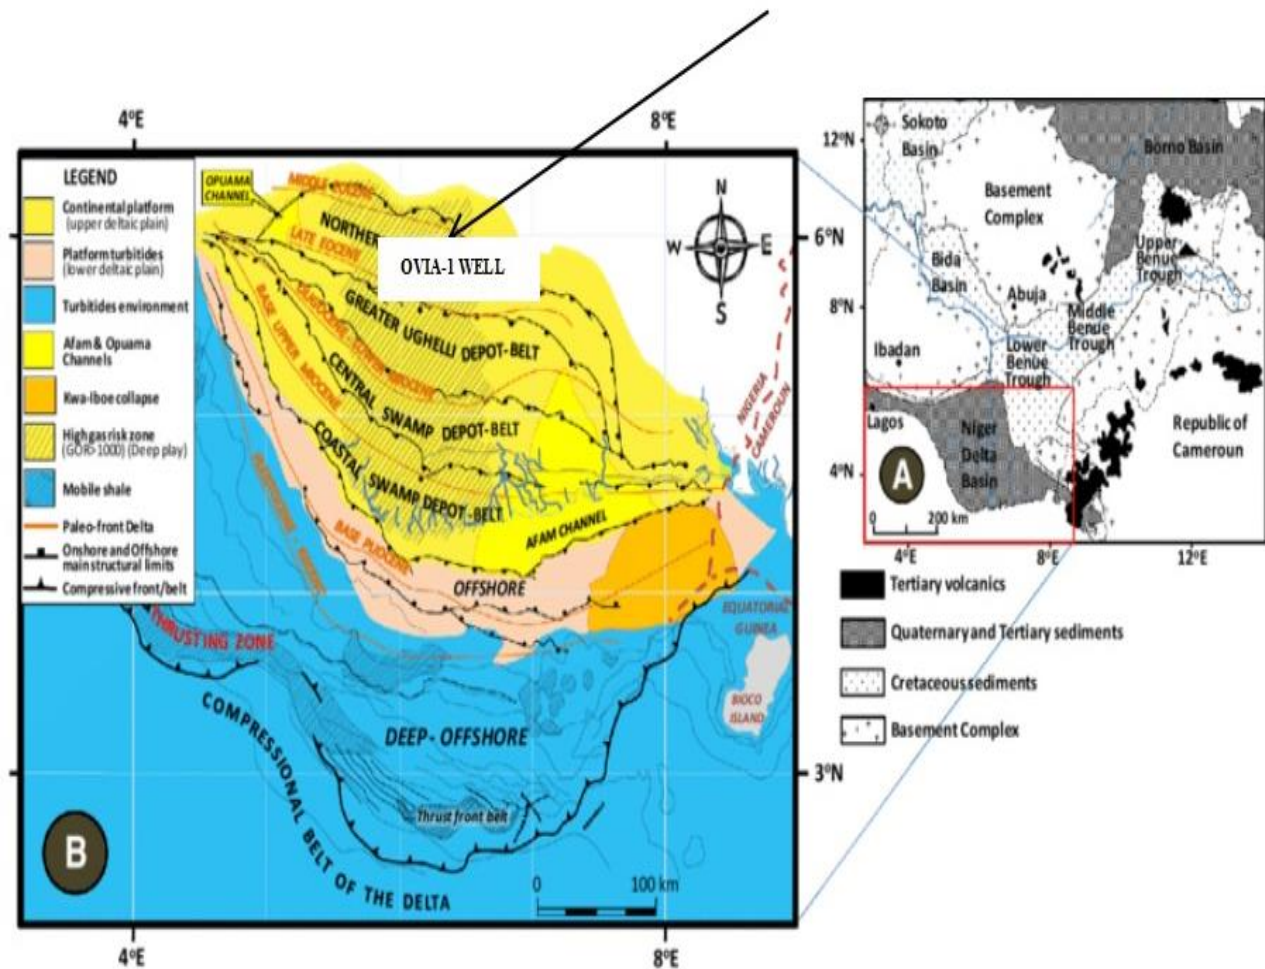 4°E
8°E
LEGEND
Continental platform
(upper deltaic plain)
Platform turbitides
(lower deltaic plain)
Turbitides environment
Afam & Opuama
Channels
Kwa-Iboe collapse
High gas risk zone
(GOR>1000) (Deep play)
Mobile shale
Paleo-front Delta
Onshore and Offshore
main structural limits
Compressive front/belt
OPUAMA
CHANNEL
MIDDLE EOCENE
NORTHER
LATE EOCENE
OVIA-1 WELL
GREATER UGHELLI DEPOT-BELT
BASE UPPER MIOCENE
CENTRAL SWAMP DEPOT-BELT
COASTAL SWAMP DEPOT-BELT
AFAM CHANNEL
BASE PLIOCENE
OFFSHORE
NIGERIA
CAMEROUN
EQUATORIAL
GUINEA
BIOCO
ISLAND
THRUSTING ZONE
DEEP - OFFSHORE
Thrust front belt
COMPRESSIONAL BELT OF THE DELTA
N
W
E
S
6°N
3°N
B
0
100 km
4°E
8°E
12°N
8°N
4°N
Sokoto
Basin
Borno Basin
Basement
Complex
Upper
Benue
Trough
Bida
Basin
Abuja
Middle
Benue
Trough
Ibadan
Lower
Benue
Trough
Lagos
Niger
Delta
Basin
Republic of
Cameroun
A
0
200 km
4°E
8°E
12°E
Tertiary volcanics
Quaternary and Tertiary sediments
Cretaceous sediments
Basement Complex